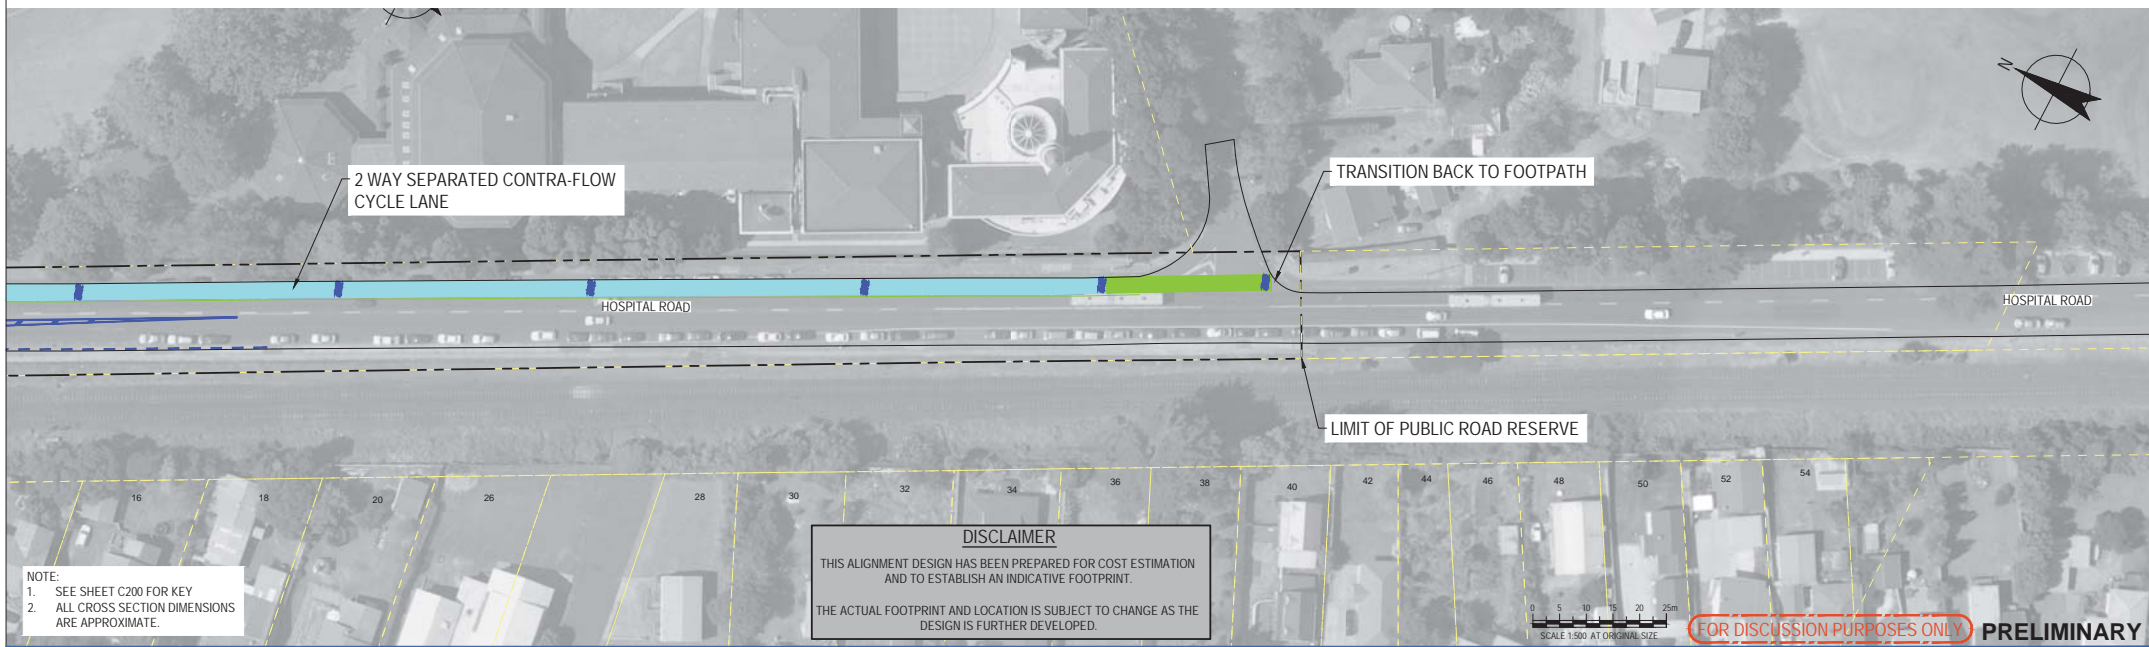 N
2 WAY SEPARATED CONTRA-FLOW
CYCLE LANE
TRANSITION BACK TO FOOTPATH
HOSPITAL ROAD
HOSPITAL ROAD
LIMIT OF PUBLIC ROAD RESERVE
16
18
20
26
28
30
32
34
36
38
40
42
44
46
48
50
52
54
NOTE:
1. SEE SHEET C200 FOR KEY
2. ALL CROSS SECTION DIMENSIONS
ARE APPROXIMATE.
DISCLAIMER
THIS ALIGNMENT DESIGN HAS BEEN PREPARED FOR COST ESTIMATION
AND TO ESTABLISH AN INDICATIVE FOOTPRINT.
THE ACTUAL FOOTPRINT AND LOCATION IS SUBJECT TO CHANGE AS THE
DESIGN IS FURTHER DEVELOPED.
0 5 10 15 20 25m
SCALE 1:500 AT ORIGINAL SIZE
FOR DISCUSSION PURPOSES ONLY
PRELIMINARY